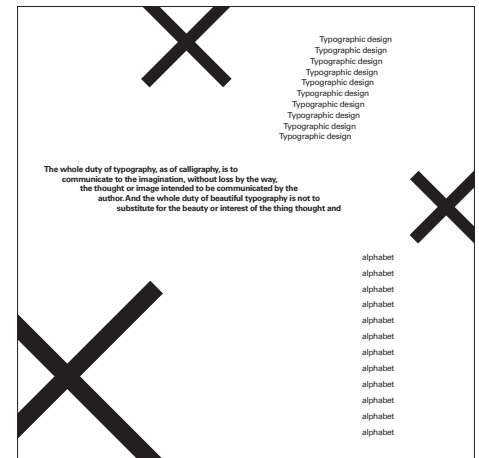 Typographic design
Typographic design
Typographic design
Typographic design
Typographic design
Typographic design
Typographic design
Typographic design
Typographic design
Typographic design
The whole duty of typography, as of calligraphy, is to
communicate to the imagination, without loss by the way,
the thought or image intended to be communicated by the
author. And the whole duty of beautiful typography is not to
substitute for the beauty or interest of the thing thought and
alphabet
alphabet
alphabet
alphabet
alphabet
alphabet
alphabet
alphabet
alphabet
alphabet
alphabet
alphabet